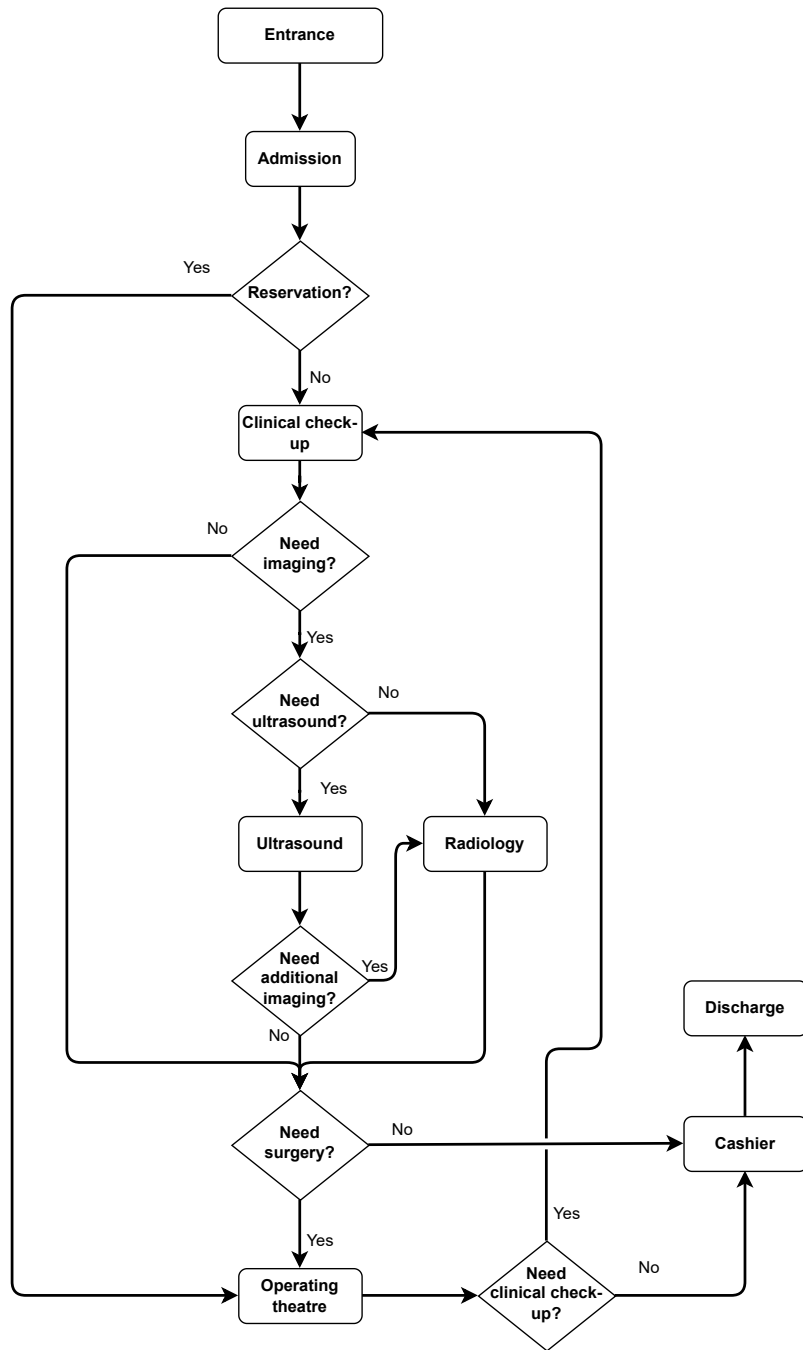 Entrance
Admission
Yes
Reservation?
No
Clinical check-
up
No
Need
imaging?
Yes
Need
ultrasound?
No
Yes
Ultrasound
Radiology
Need
additional
imaging?
Yes
No
Discharge
Need
surgery?
No
Cashier
Yes
Yes
Operating
theatre
Need
clinical check-
up?
No